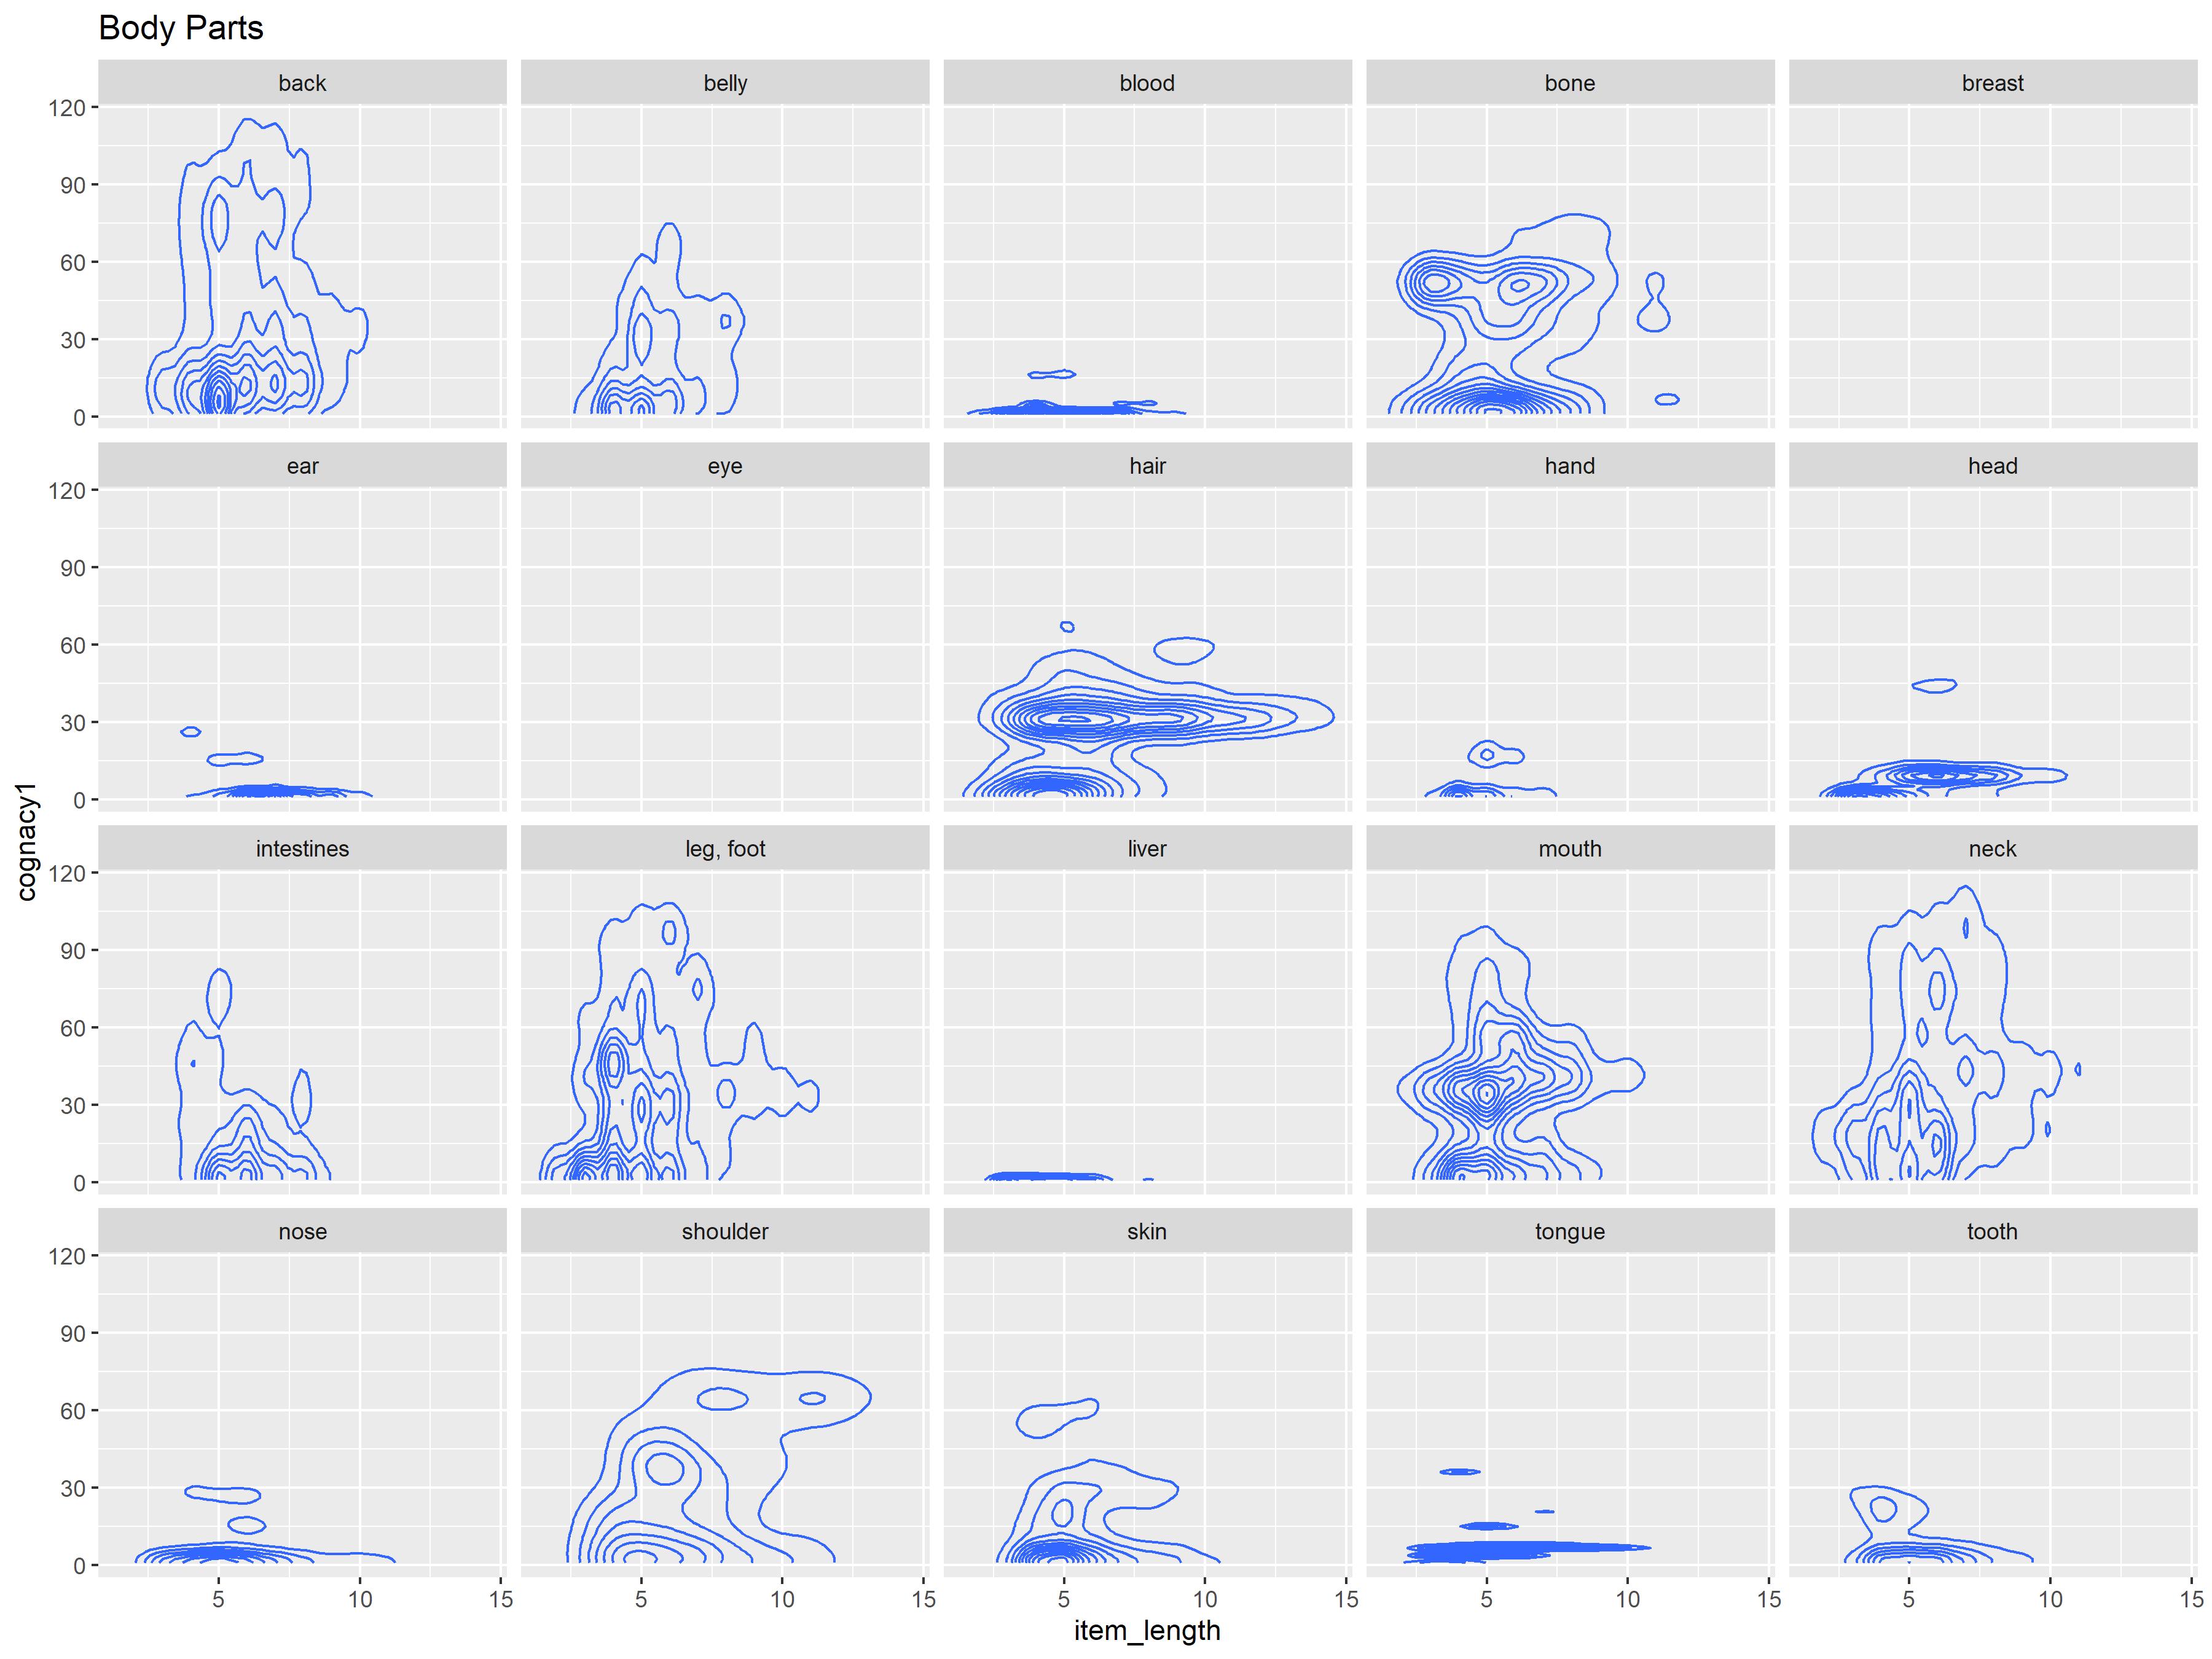 Body Parts
back belly blood bone breast
120
90
60
30
0
ear eye hair hand head
120
90
60
30
0
cognacy1
intestines leg, foot liver mouth neck
120
90
60
30
0
nose shoulder skin tongue tooth
120
90
60
30
0
5 10 15 5 10 15 5 10 15 5 10 15 5 10 15
item_length